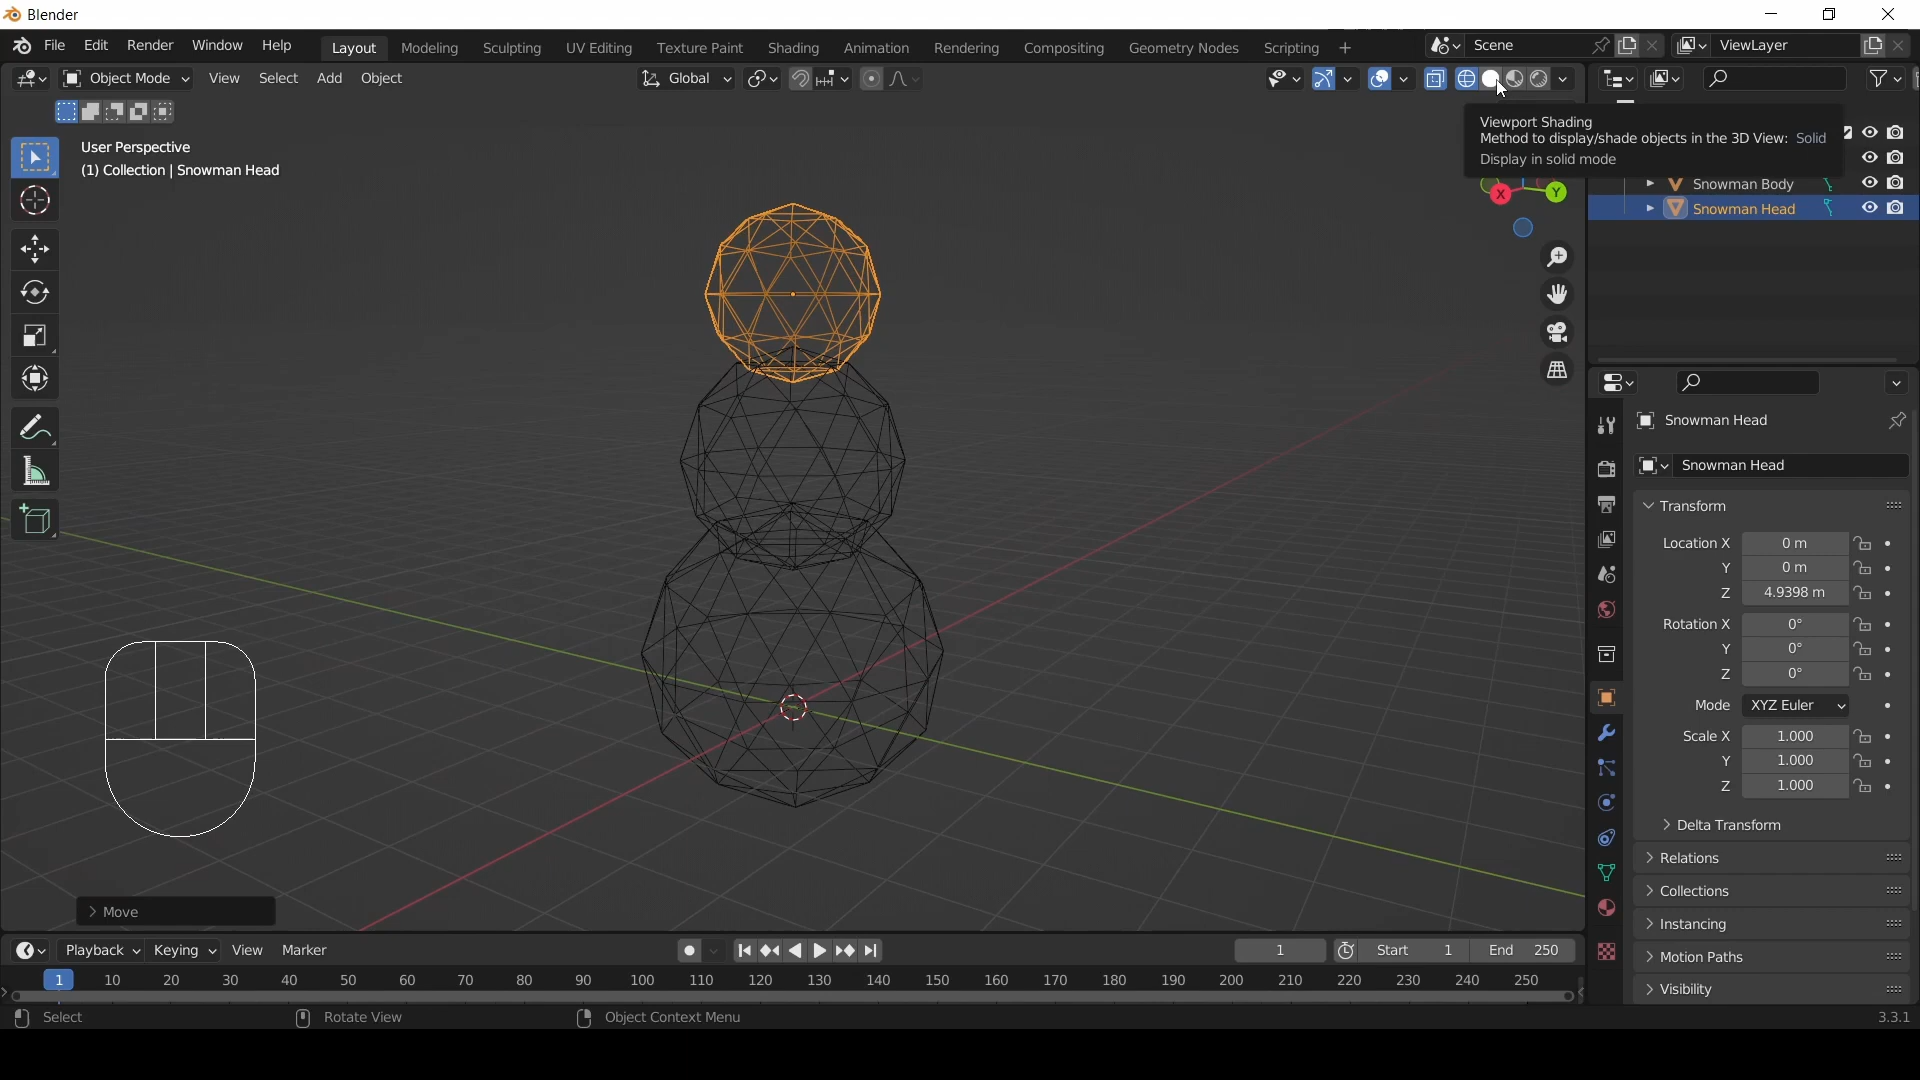 Blender
File Edit Render Window Help Layout Modeling Sculpting UV Editing Texture Paint Shading Animation Rendering Compositing Geometry Nodes Scripting + Scene ViewLayer
Object Mode View Select Add Object Global
User Perspective
(1) Collection | Snowman Head
Viewport Shading
Method to display/shade objects in the 3D View: Solid
Display in solid mode
X Y
Snowman Body
Snowman Head
Snowman Head
Snowman Head
Transform
Location X 0 m
Y 0 m
Z 4.9398 m
Rotation X 0°
Y 0°
Z 0°
Mode XYZ Euler
Scale X 1.000
Y 1.000
Z 1.000
Delta Transform
Relations
Collections
Instancing
Motion Paths
Visibility
Move
Playback Keying View Marker 1 Start 1 End 250
1 10 20 30 40 50 60 70 80 90 100 110 120 130 140 150 160 170 180 190 200 210 220 230 240 250
Select Rotate View Object Context Menu 3.3.1